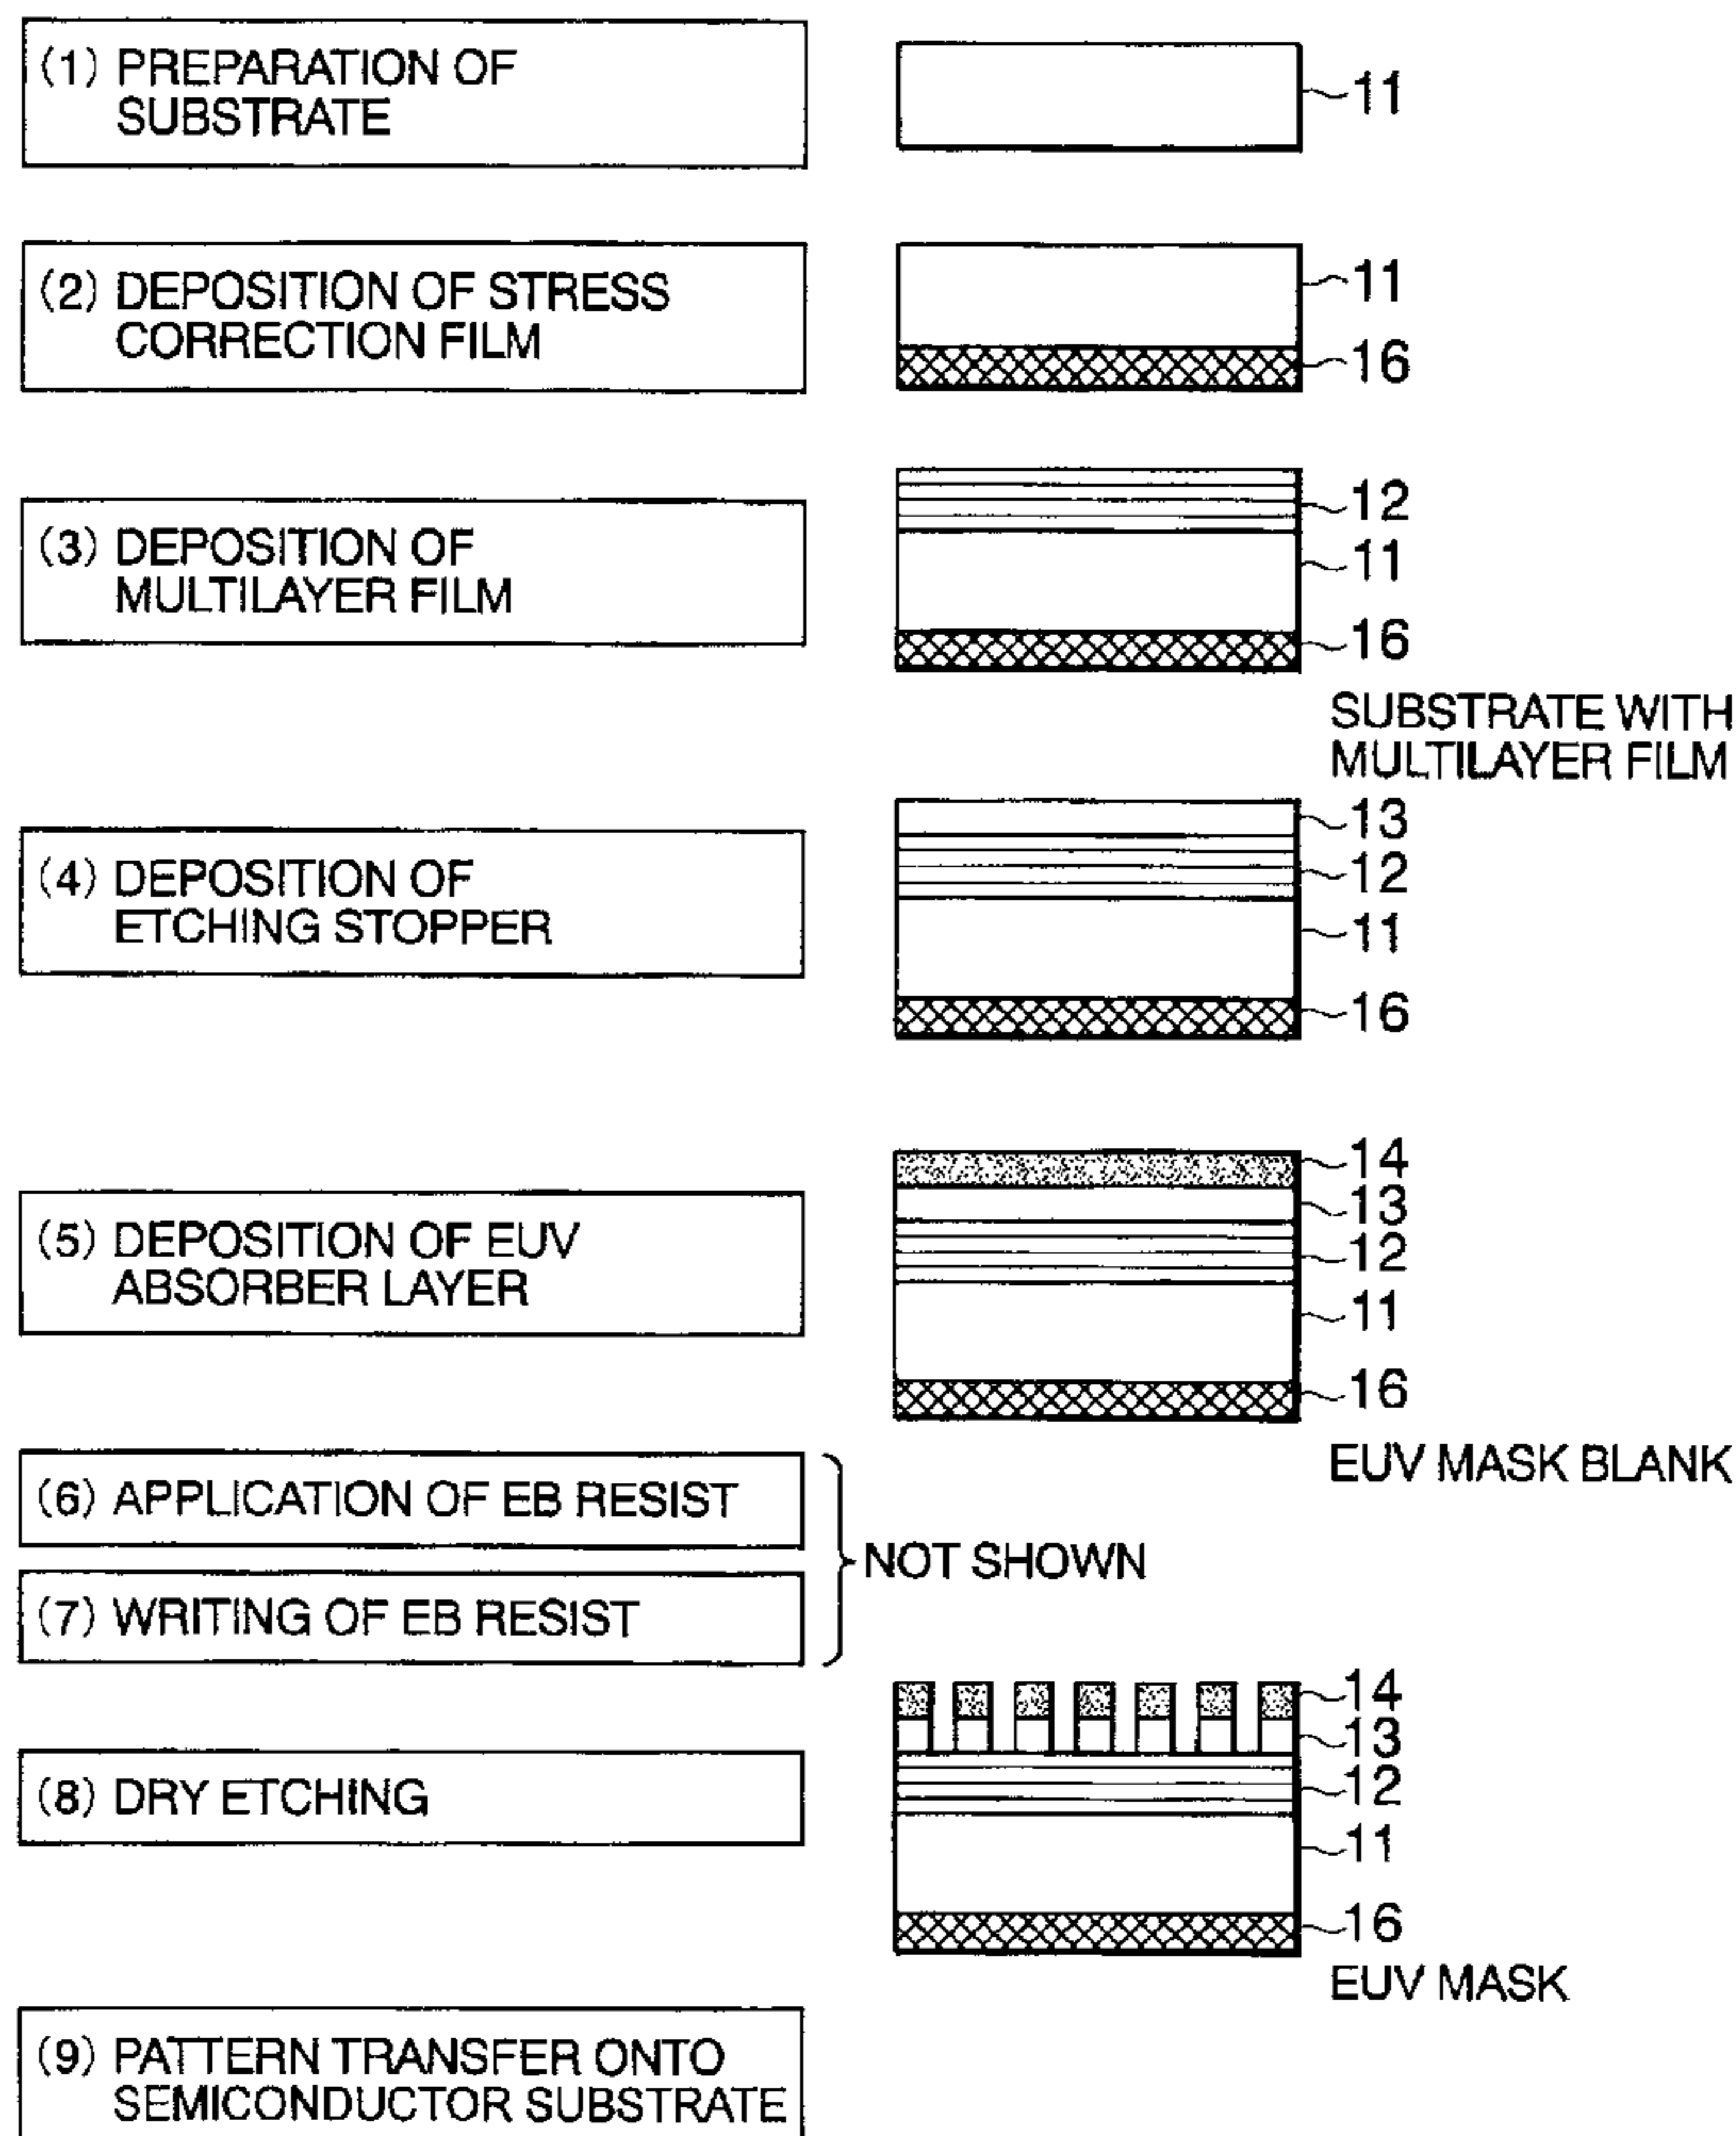 (1) PREPARATION OF
SUBSTRATE
11
(2) DEPOSITION OF STRESS
CORRECTION FILM
11
16
(3) DEPOSITION OF
MULTILAYER FILM
12
11
16
SUBSTRATE WITH
MULTILAYER FILM
(4) DEPOSITION OF
ETCHING STOPPER
13
12
11
16
(5) DEPOSITION OF EUV
ABSORBER LAYER
14
13
12
11
16
EUV MASK BLANK
(6) APPLICATION OF EB RESIST
(7) WRITING OF EB RESIST
NOT SHOWN
(8) DRY ETCHING
14
13
12
11
16
EUV MASK
(9) PATTERN TRANSFER ONTO
SEMICONDUCTOR SUBSTRATE